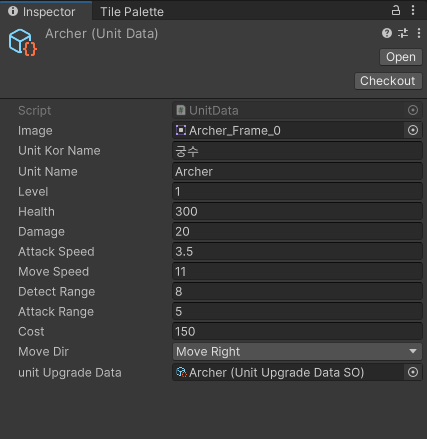 Inspector Tile Palette
Archer (Unit Data)
Open
Checkout
Script UnitData
Image Archer_Frame_0
Unit Kor Name 궁수
Unit Name Archer
Level 1
Health 300
Damage 20
Attack Speed 3.5
Move Speed 11
Detect Range 8
Attack Range 5
Cost 150
Move Dir Move Right
unit Upgrade Data Archer (Unit Upgrade Data SO)